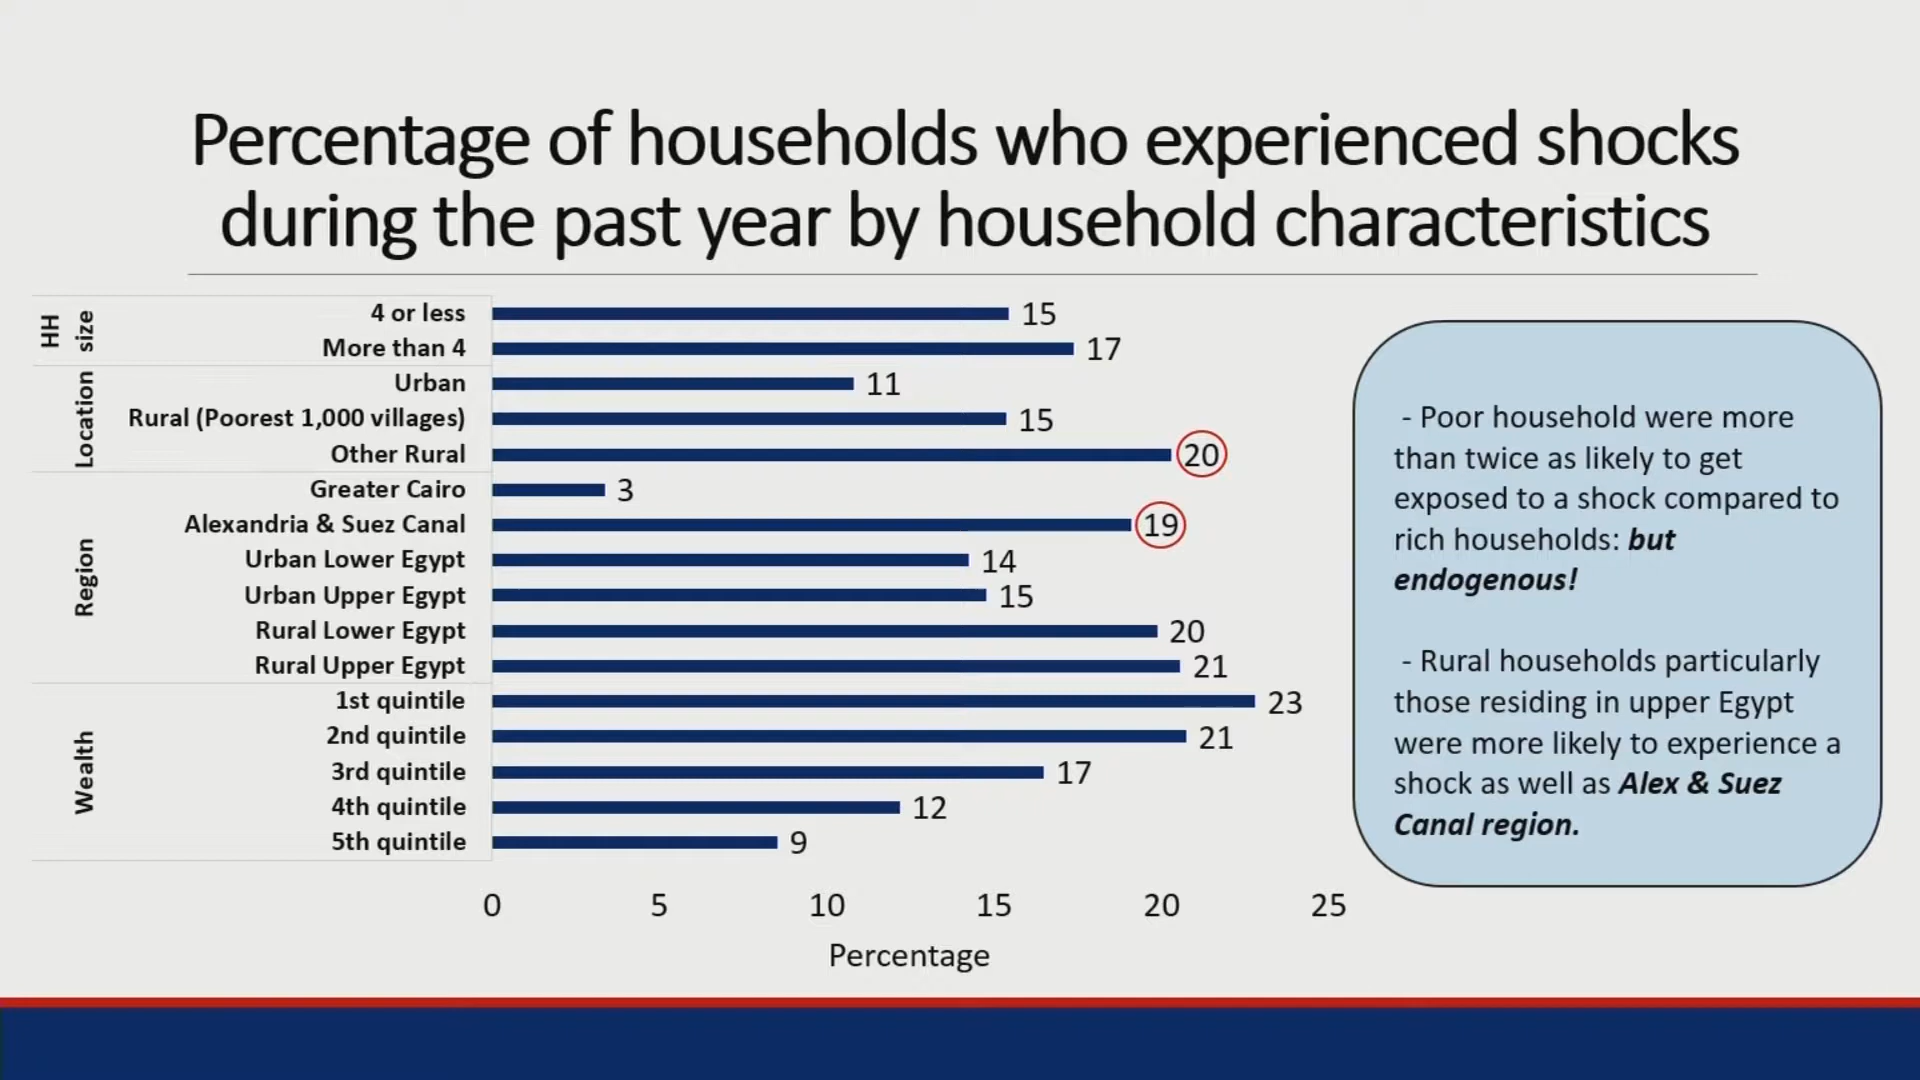 Percentage of households who experienced shocks
during the past year by household characteristics
HH
size
4 or less 15
More than 4 17
Location
Urban 11
Rural (Poorest 1,000 villages) 15
Other Rural 20
Region
Greater Cairo 3
Alexandria & Suez Canal 19
Urban Lower Egypt 14
Urban Upper Egypt 15
Rural Lower Egypt 20
Rural Upper Egypt 21
Wealth
1st quintile 23
2nd quintile 21
3rd quintile 17
4th quintile 12
5th quintile 9
0 5 10 15 20 25
Percentage
- Poor household were more
than twice as likely to get
exposed to a shock compared to
rich households: but
endogenous!
- Rural households particularly
those residing in upper Egypt
were more likely to experience a
shock as well as Alex & Suez
Canal region.